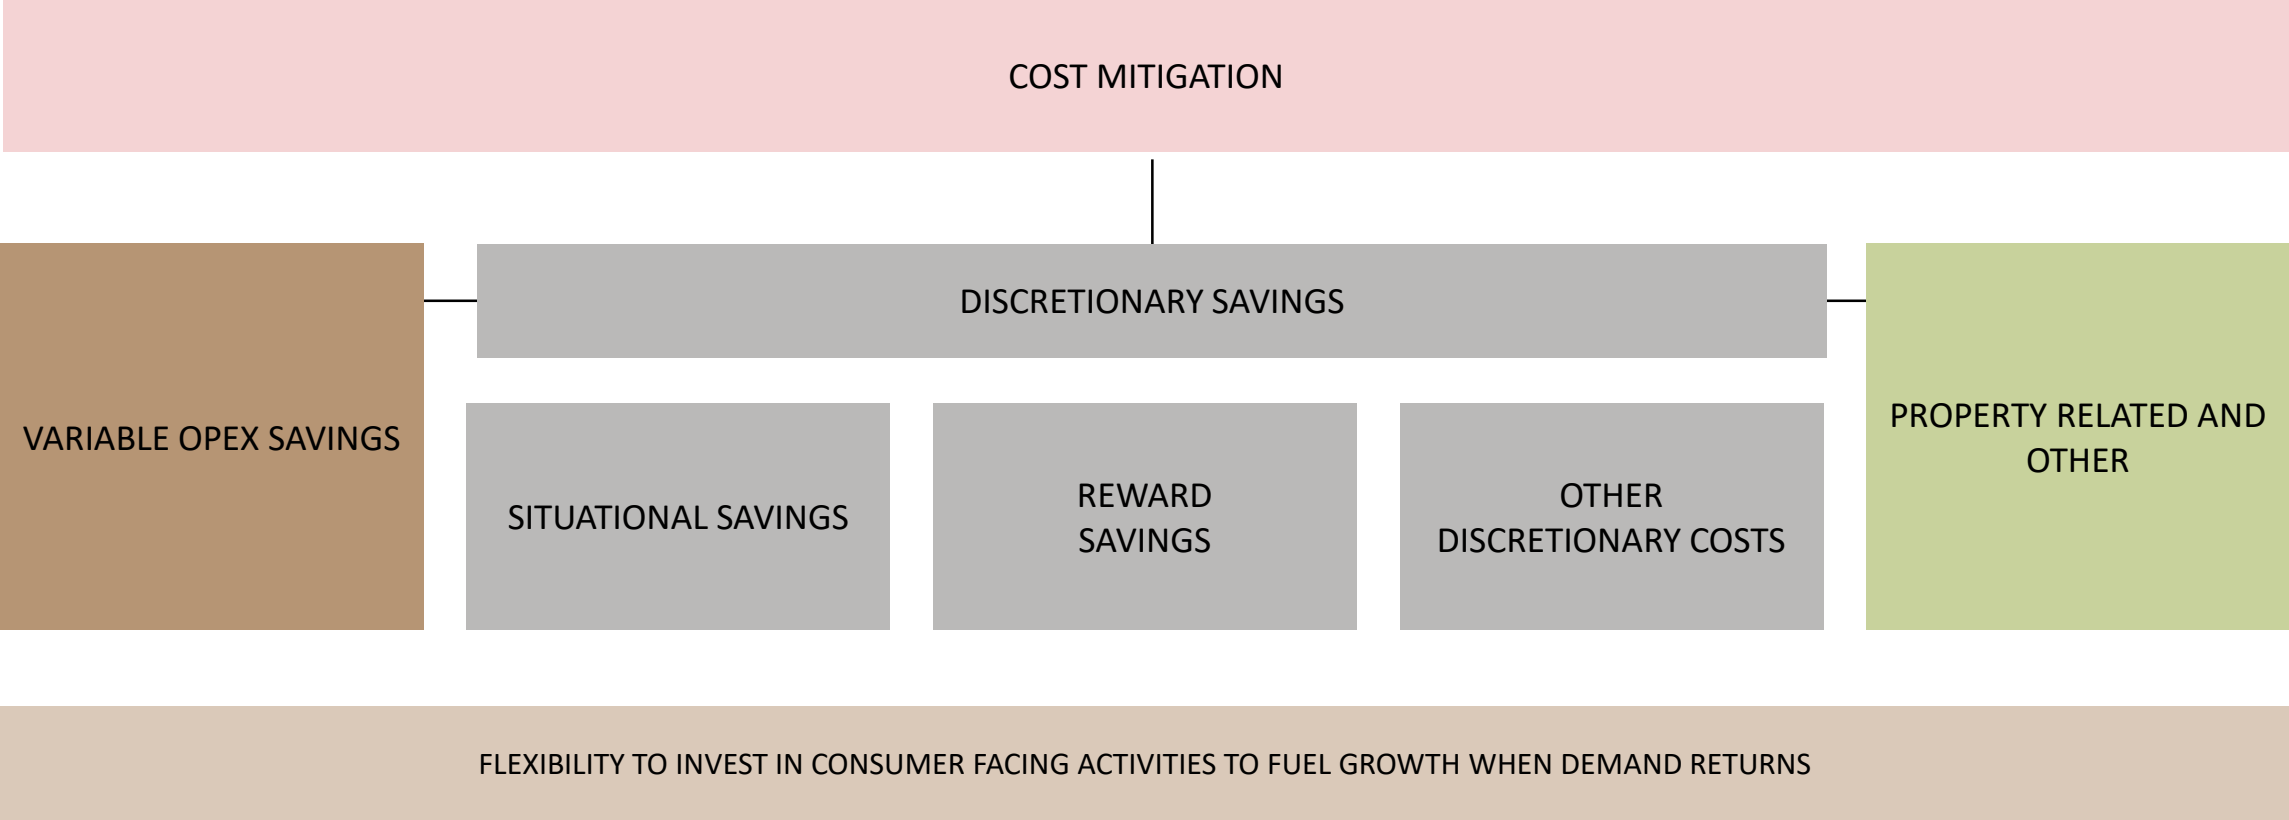 COST MITIGATION
DISCRETIONARY SAVINGS
VARIABLE OPEX SAVINGS
SITUATIONAL SAVINGS
REWARD
SAVINGS
OTHER
DISCRETIONARY COSTS
PROPERTY RELATED AND
OTHER
FLEXIBILITY TO INVEST IN CONSUMER FACING ACTIVITIES TO FUEL GROWTH WHEN DEMAND RETURNS